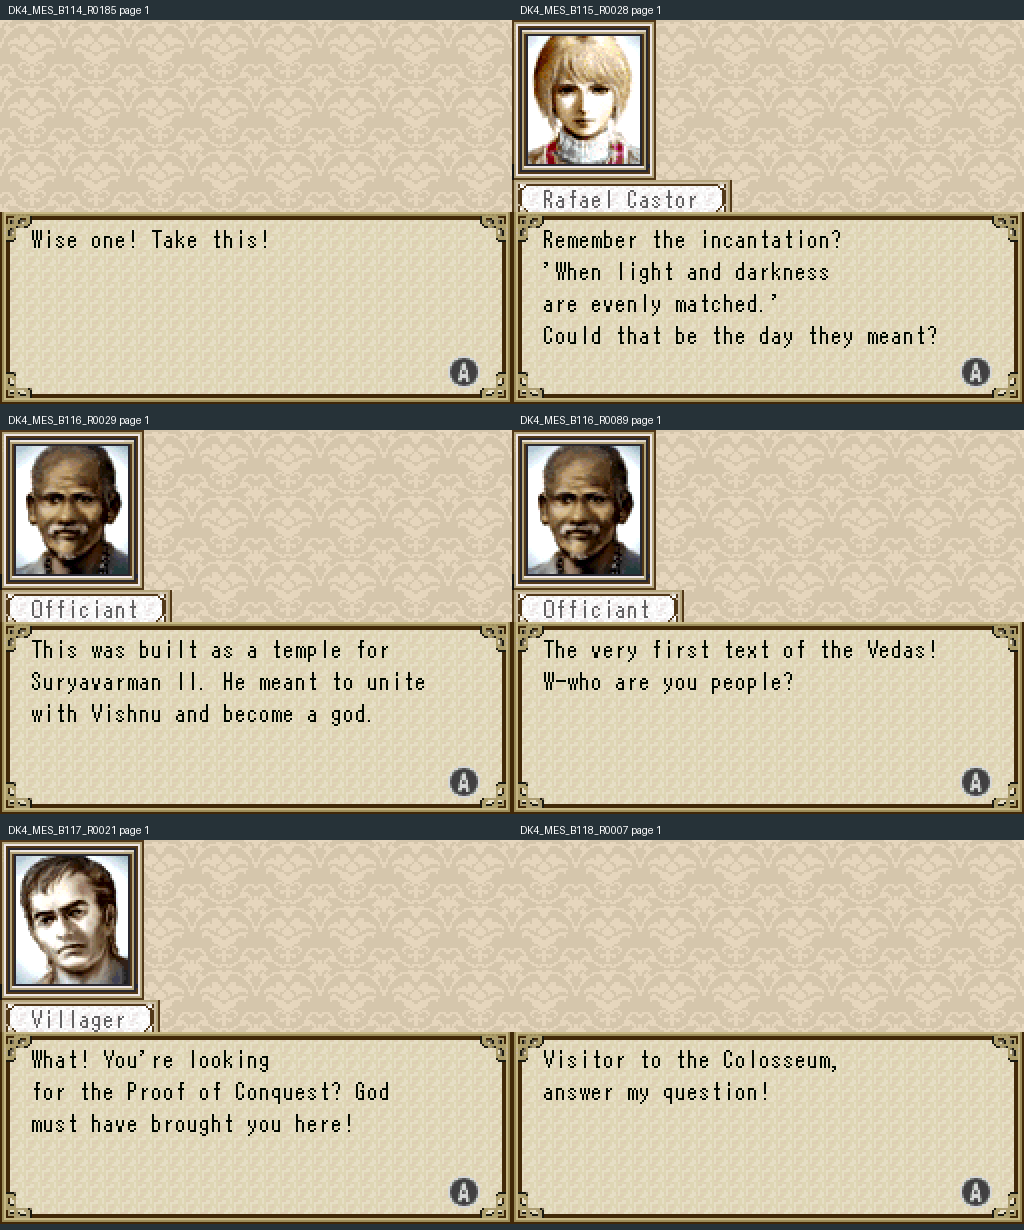 DK4_MES_B114_R0185 page 1
Wise one! Take this!
A
DK4_MES_B115_R0028 page 1
Rafael Castor
Remember the incantation?
'When light and darkness
are evenly matched.'
Could that be the day they meant?
A
DK4_MES_B116_R0029 page 1
Officiant
This was built as a temple for
Suryavarman II. He meant to unite
with Vishnu and become a god.
A
DK4_MES_B116_R0089 page 1
Officiant
The very first text of the Vedas!
W-who are you people?
A
DK4_MES_B117_R0021 page 1
Villager
What! You're looking
for the Proof of Conquest? God
must have brought you here!
A
DK4_MES_B118_R0007 page 1
Visitor to the Colosseum,
answer my question!
A